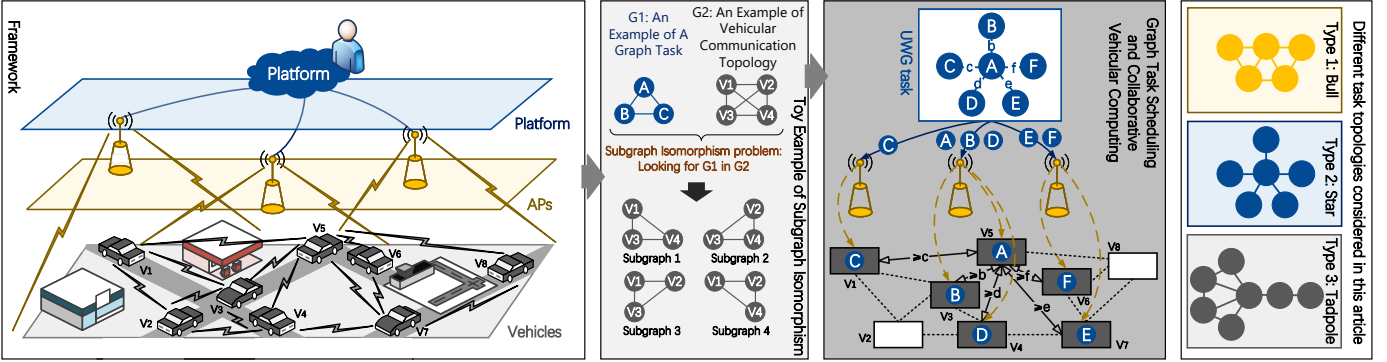 Framework
Platform
Platform
APs
V5
V6
V8
V1
V2
V3
V4
V7
Vehicles
G1: An
Example of A
Graph Task
G2: An Example of
Vehicular
Communication
Topology
A
B
C
V1
V2
V3
V4
Subgraph Isomorphism problem:
Looking for G1 in G2
V1
V3
V4
Subgraph 1
V2
V3
V4
Subgraph 2
V1
V2
V3
Subgraph 3
V1
V2
V4
Subgraph 4
Toy Example of Subgraph Isomorphism
UWG task
B
b
C
c
A
f
F
d
e
D
E
C
A
B
D
E
F
V5
A
V8
C
≥c
V1
≥b
≥f
F
V6
B
V3
≥d
≥e
V2
D
V4
E
V7
Graph Task Scheduling
and Collaborative
Vehicular Computing
Type 1: Bull
Type 2: Star
Type 3: Tadpole
Different task topologies considered in this article